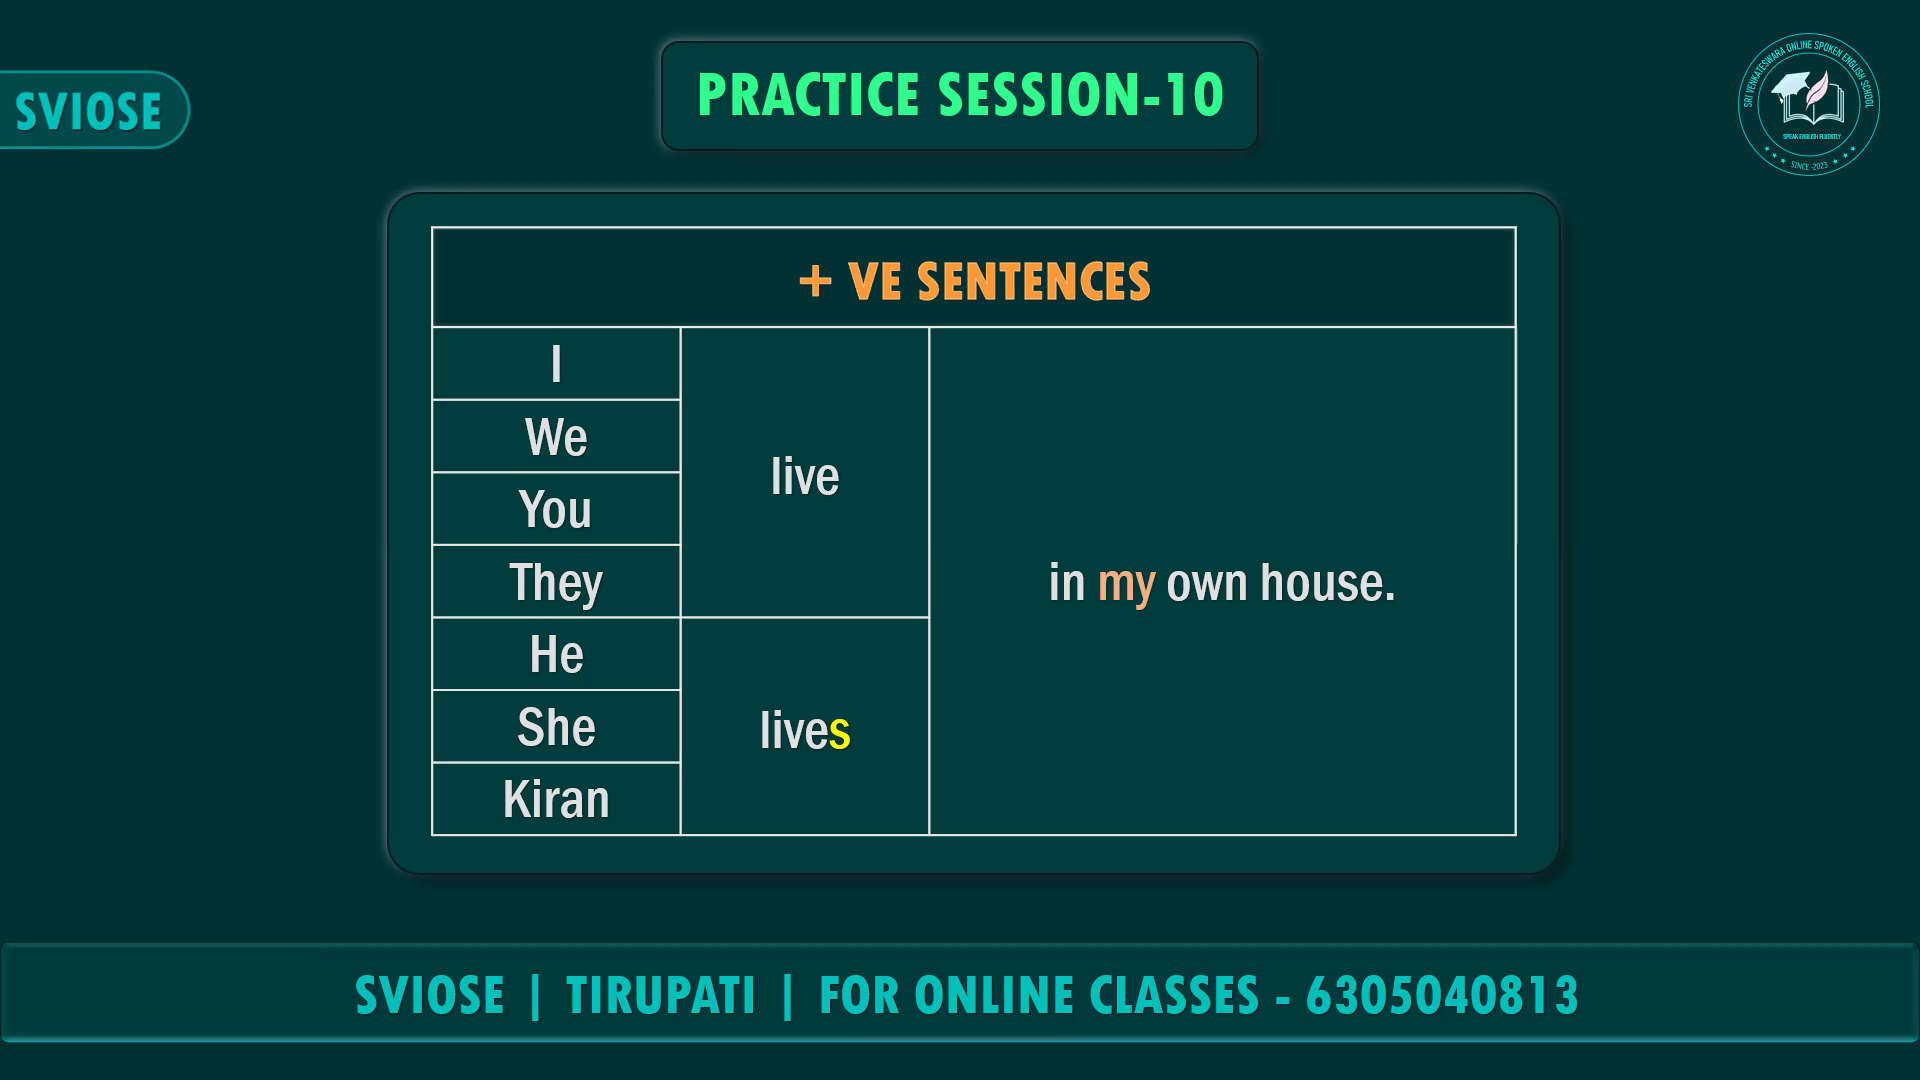 PRACTICE SESSION-10
SVIOSE
SRI VENKATESWARA ONLINE SPOKEN ENGLISH SCHOOL
SPEAK ENGLISH FLUENTLY
SINCE -2023
+ VE SENTENCES
I
We
You
They
He
She
Kiran
live
lives
in my own house.
SVIOSE | TIRUPATI | FOR ONLINE CLASSES - 6305040813